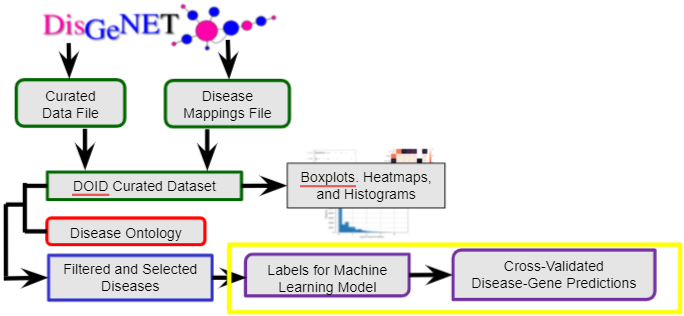 DisGeNET
Curated
Data File
Disease
Mappings File
DOID Curated Dataset
Boxplots. Heatmaps,
and Histograms
Disease Ontology
Filtered and Selected
Diseases
Labels for Machine
Learning Model
Cross-Validated
Disease-Gene Predictions